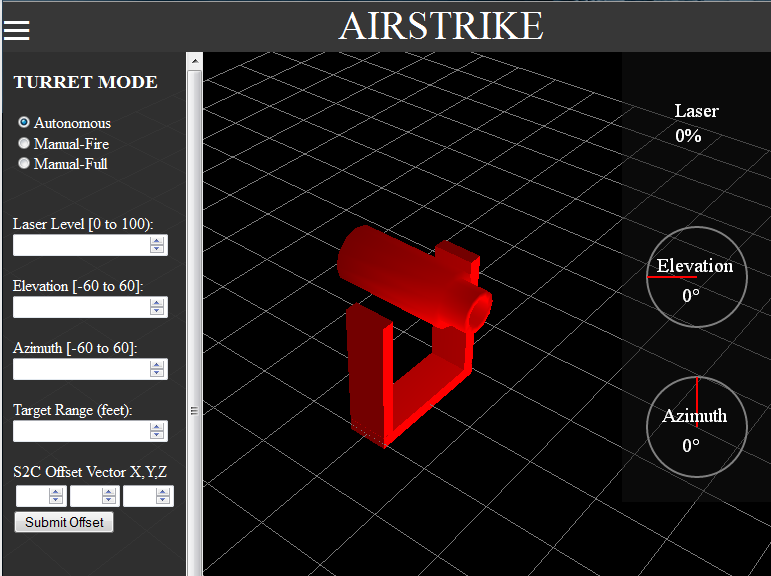 AIRSTRIKE
TURRET MODE
Autonomous
Manual-Fire
Manual-Full
Laser Level [0 to 100):
Elevation [-60 to 60]:
Azimuth [-60 to 60]:
Target Range (feet):
S2C Offset Vector X,Y,Z
Submit Offset
Laser
0%
Elevation
0°
Azimuth
0°